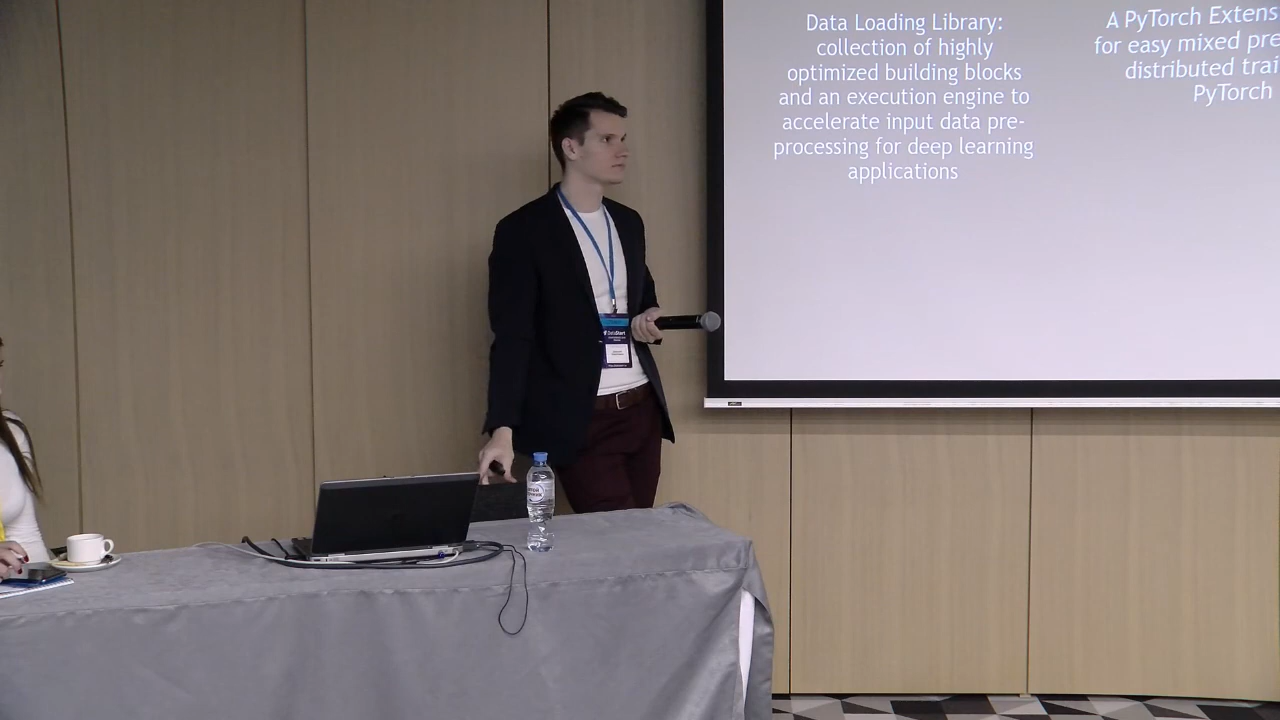 Data Loading Library:
collection of highly
optimized building blocks
and an execution engine to
accelerate input data pre-
processing for deep learning
applications
A PyTorch Extens
for easy mixed pre
distributed trai
PyTorch
DataStart